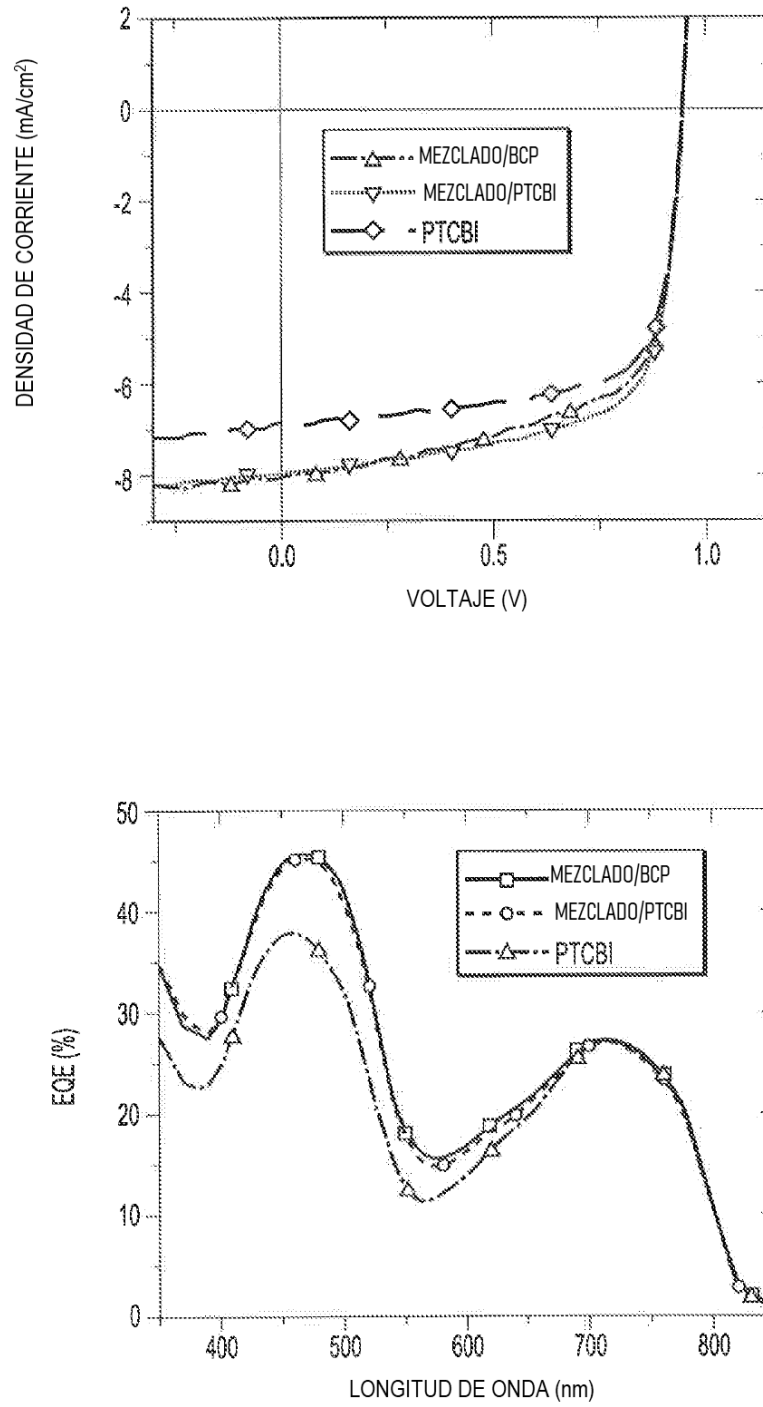 DENSIDAD DE CORRIENTE (mA/cm²)
2
0
-2
-4
-6
-8
MEZCLADO/BCP
MEZCLADO/PTCBI
PTCBI
0.0
0.5
1.0
VOLTAJE (V)
EQE (%)
50
40
30
20
10
0
MEZCLADO/BCP
MEZCLADO/PTCBI
PTCBI
400
500
600
700
800
LONGITUD DE ONDA (nm)